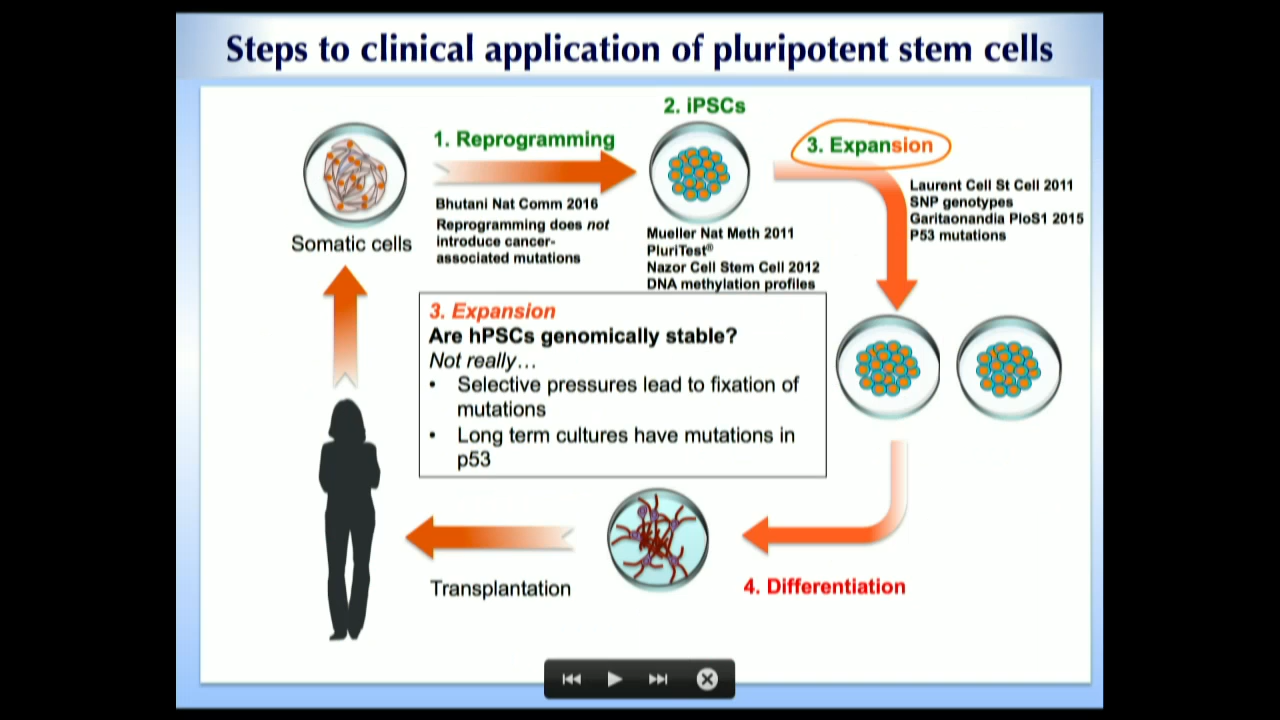 Steps to clinical application of pluripotent stem cells
2. iPSCs
1. Reprogramming
3. Expansion
Bhutani Nat Comm 2016
Reprogramming does not
introduce cancer-
associated mutations
Somatic cells
Mueller Nat Meth 2011
PluriTest®
Nazor Cell Stem Cell 2012
DNA methylation profiles
Laurent Cell St Cell 2011
SNP genotypes
Garitaonandia PloS1 2015
P53 mutations
3. Expansion
Are hPSCs genomically stable?
Not really…
• Selective pressures lead to fixation of
mutations
• Long term cultures have mutations in
p53
Transplantation
4. Differentiation